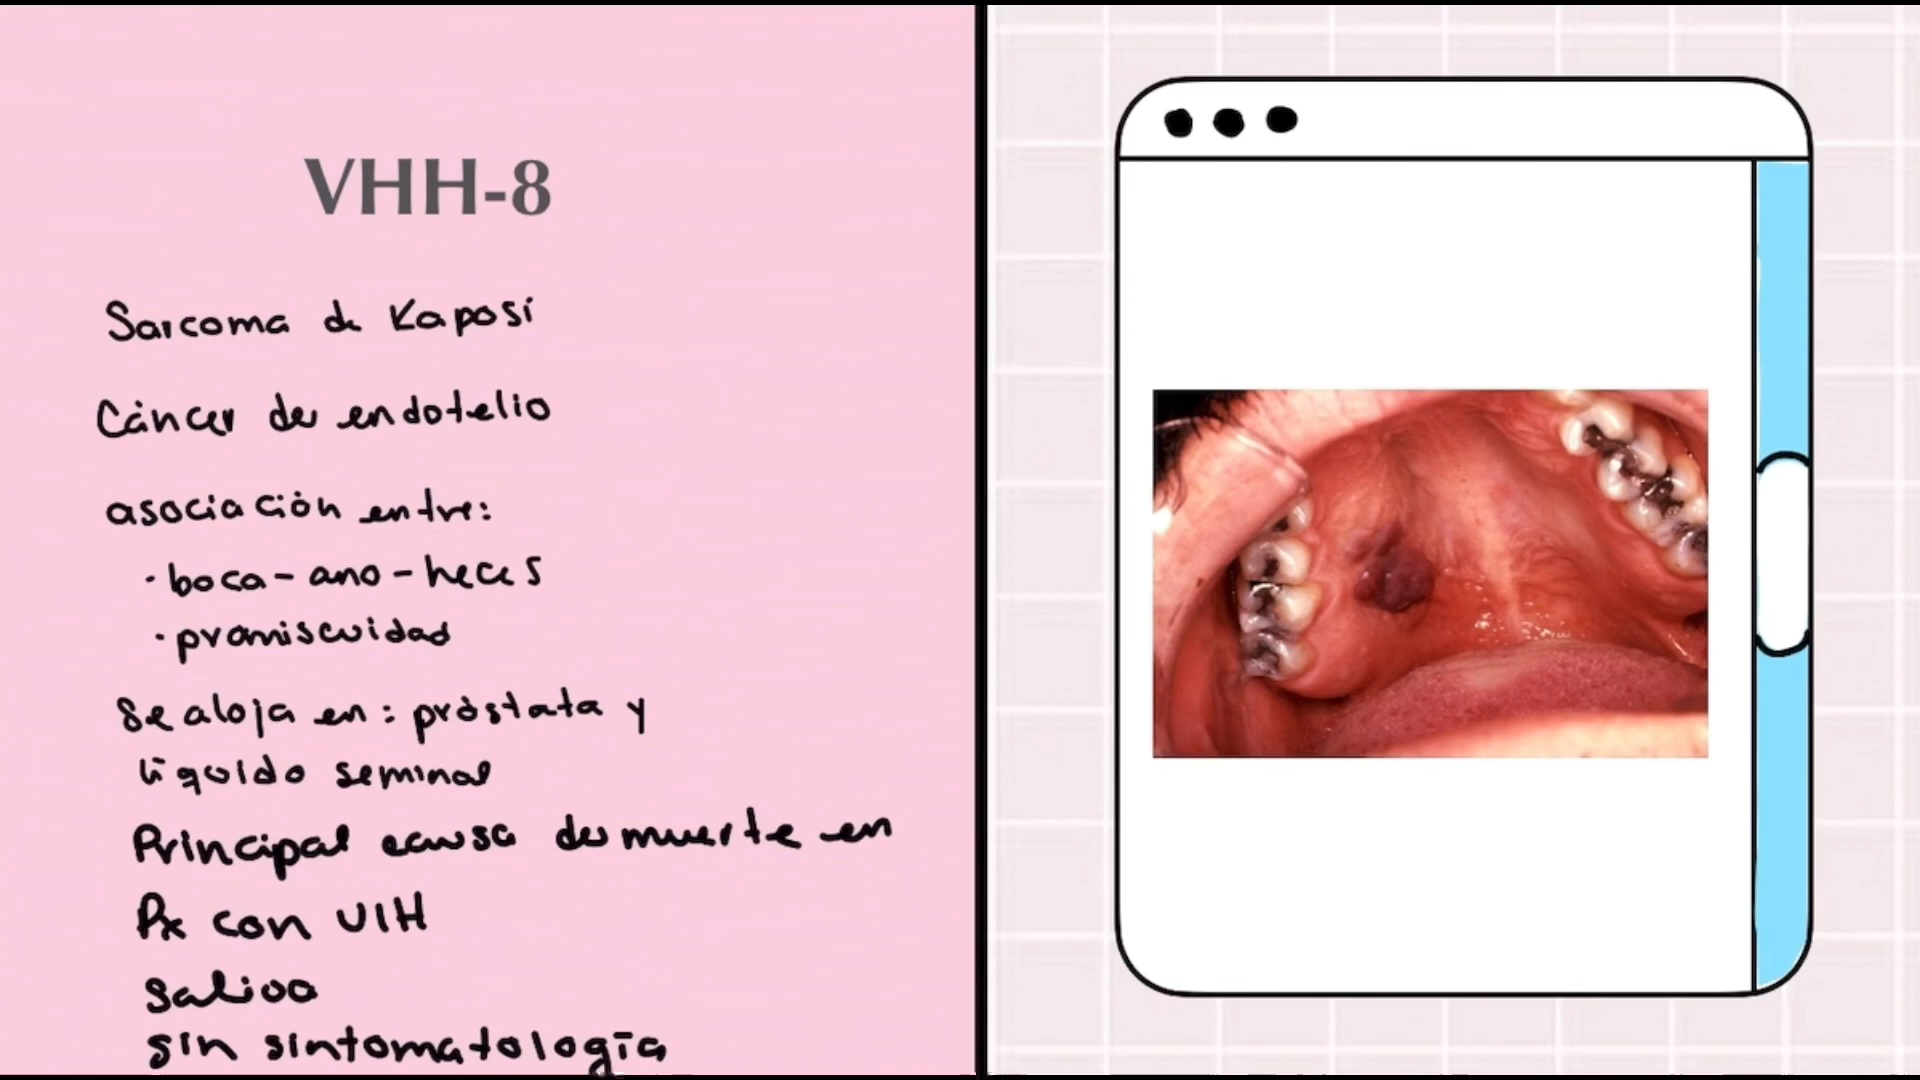 VHH-8
Sarcoma de Kaposi
Cáncer de endotelio
asociación entre:
· boca - ano - heces
· promiscuidad
Se aloja en: próstata y
líquido seminal
Principal causa de muerte en
Px con VIH
Saliva
sin sintomatología